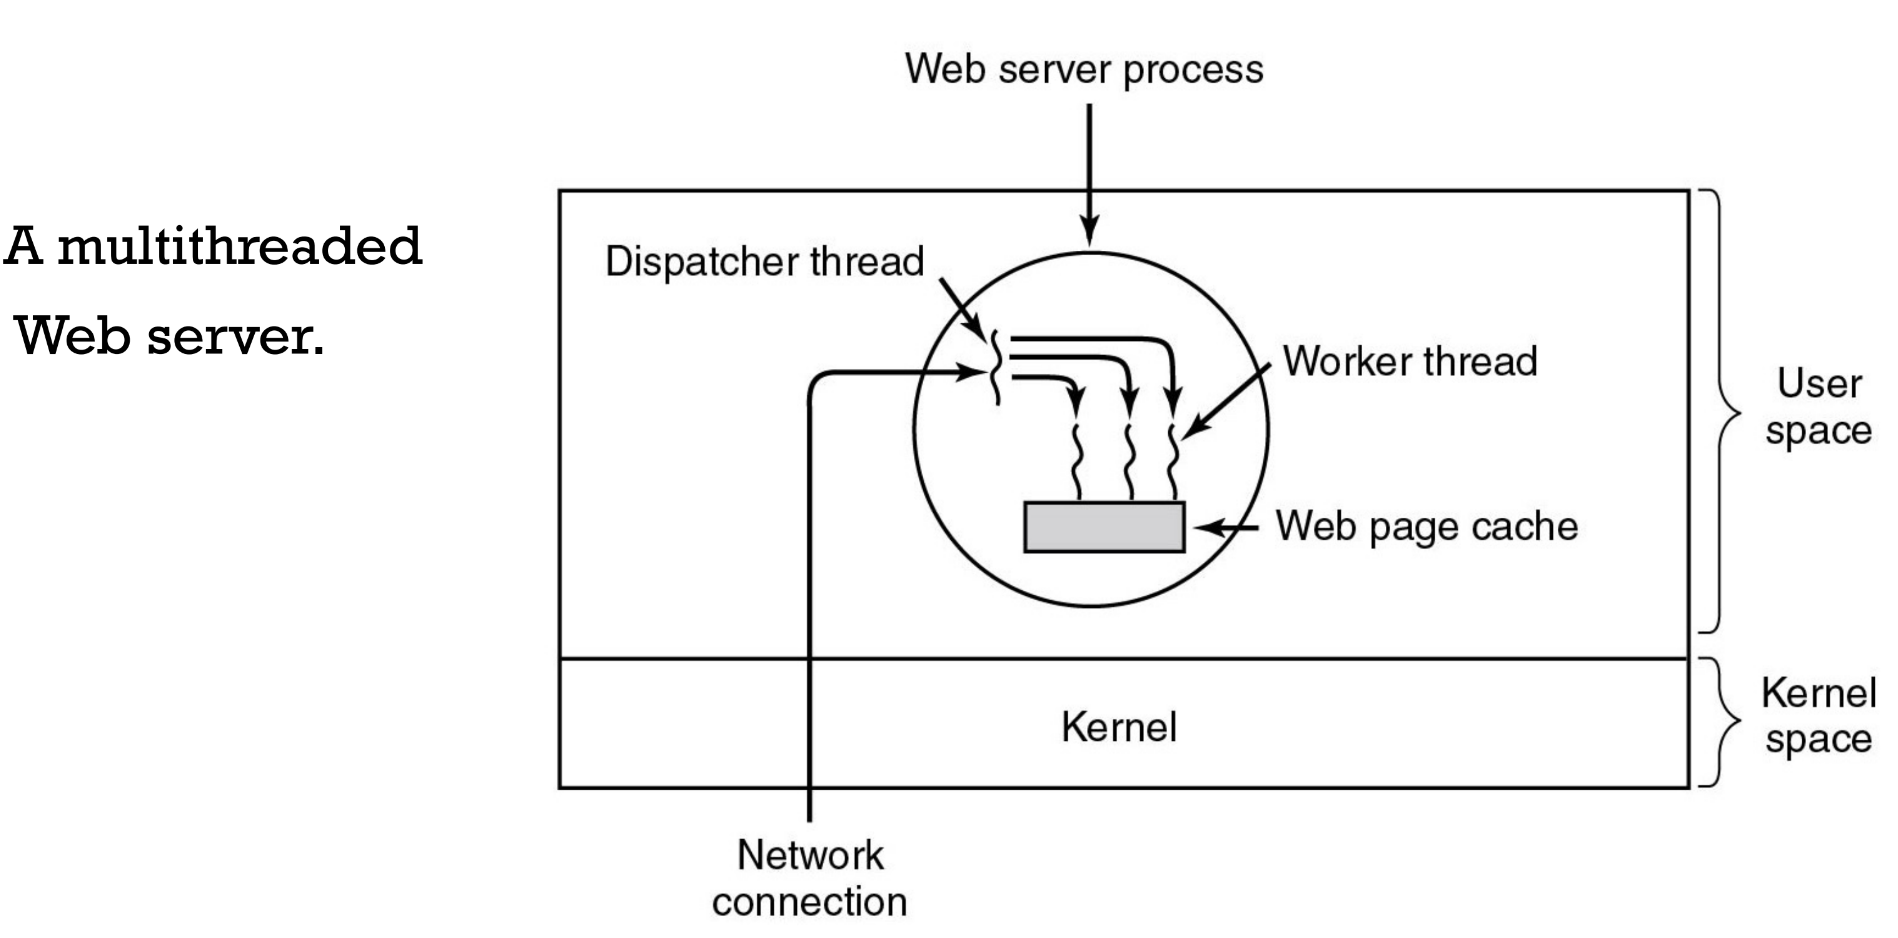 A multithreaded
Web server.
Web server process
Dispatcher thread
Worker thread
User
space
Web page cache
Kernel
Kernel
space
Network
connection